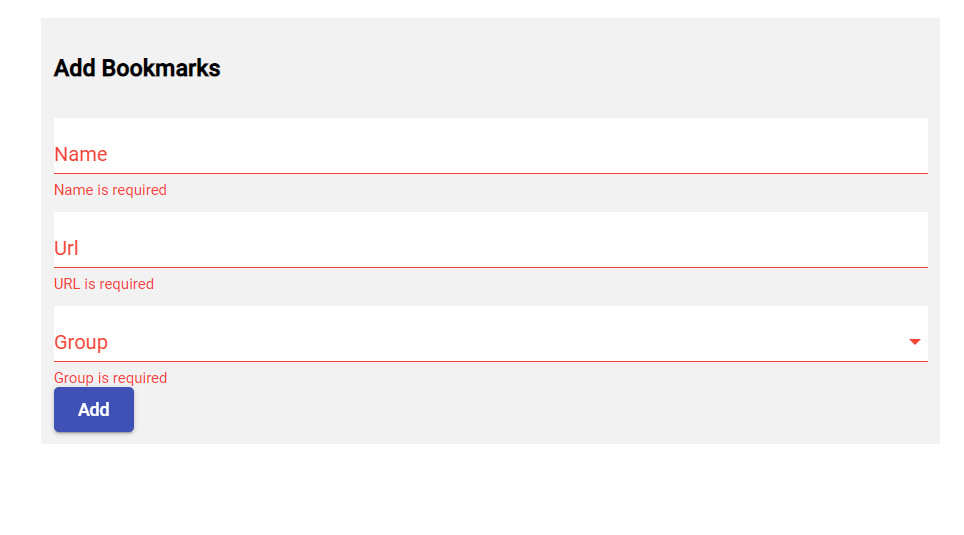 Add Bookmarks
Name
Name is required
Url
URL is required
Group
Group is required
Add